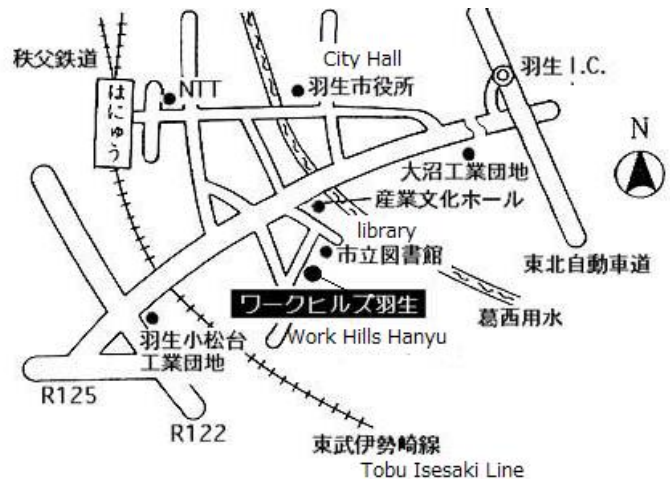 City Hall
秩父鉄道
NTT
羽生市役所
羽生I.C.
はにゅう
N
大沼工業団地
産業文化ホール
library
市立図書館
東北自動車道
ワークヒルズ羽生
葛西用水
Work Hills Hanyu
羽生小松台
工業団地
R125
R122
東武伊勢崎線
Tobu Isesaki Line